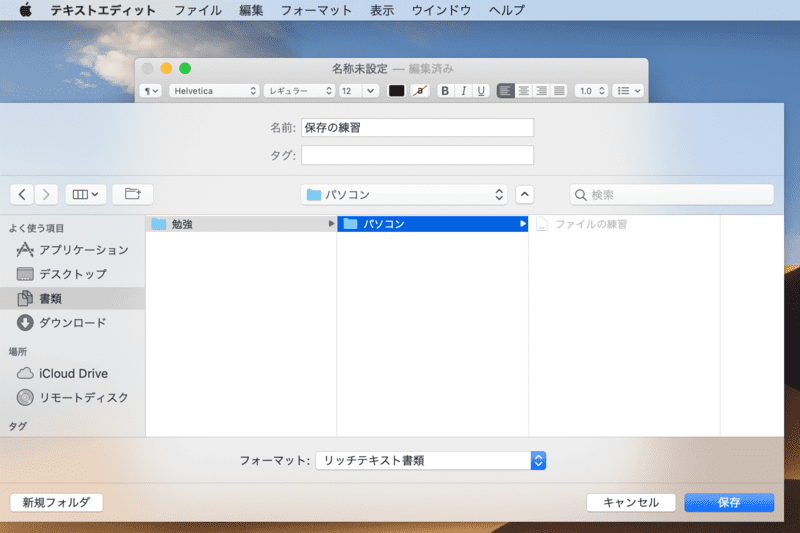 テキストエディット ファイル 編集 フォーマット 表示 ウインドウ ヘルプ
名称未設定 — 編集済み
¶ Helvetica レギュラー 12 a B I U 1.0
名前: 保存の練習
タグ:
パソコン 検索
よく使う項目
アプリケーション
デスクトップ
書類
ダウンロード
場所
iCloud Drive
リモートディスク
タグ
勉強 パソコン ファイルの練習
フォーマット: リッチテキスト書類
新規フォルダ キャンセル 保存